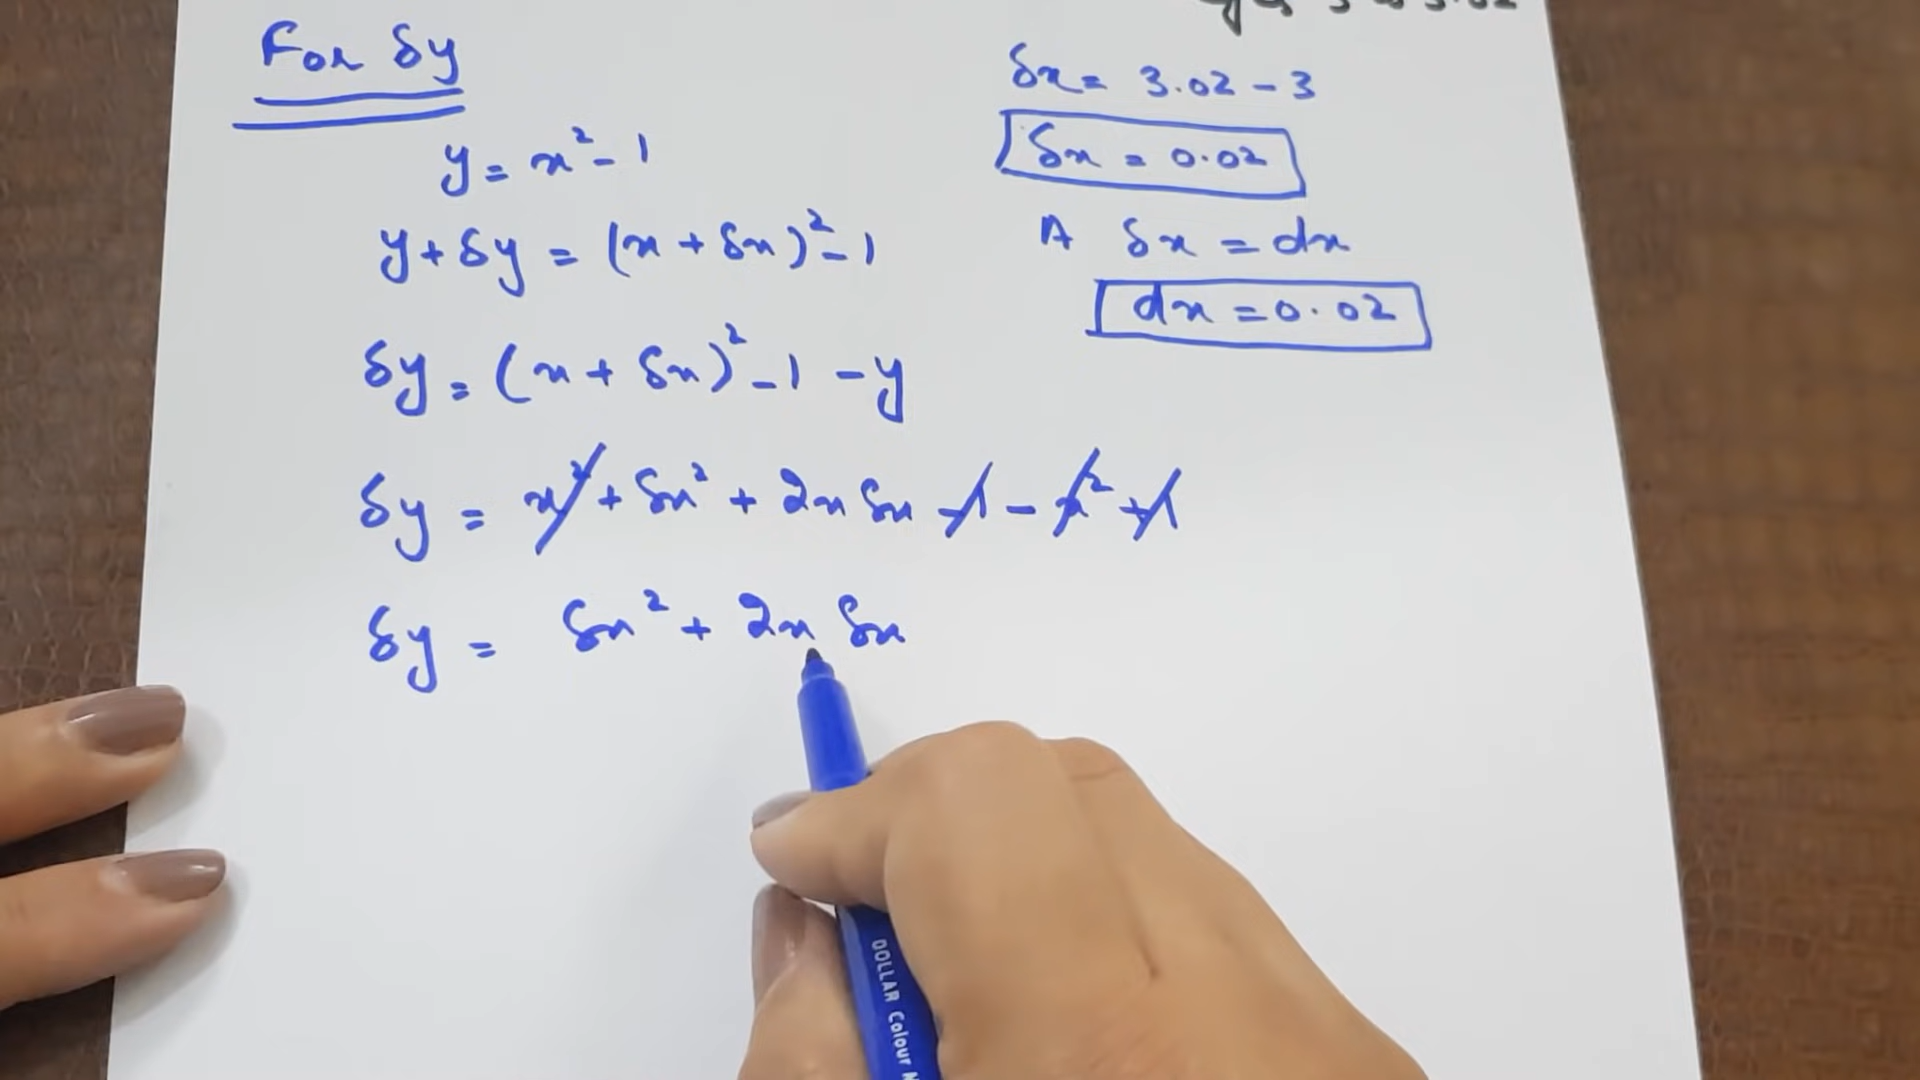 3.02
For δy
δx = 3.02 - 3
δx = 0.02
y = x² - 1
y + δy = (x + δx)² - 1
A δx = dx
dx = 0.02
δy = (x + δx)² - 1 - y
δy = x² + δx² + 2x δx - 1 - x² + 1
δy = δx² + 2x δx
DOLLAR Colour